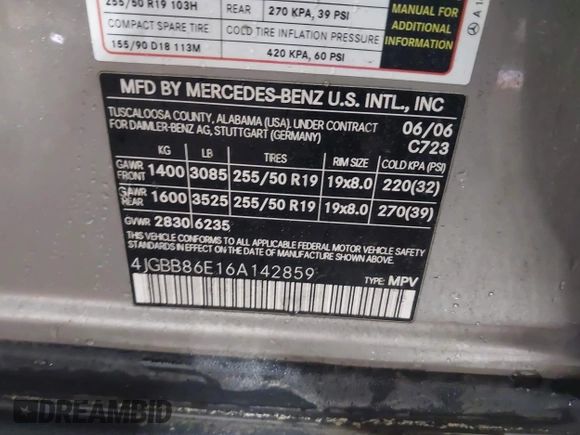 255/50 R19 103H REAR 270 KPA, 39 PSI
COMPACT SPARE TIRE COLD TIRE INFLATION PRESSURE
155/90 D18 113M 420 KPA, 60 PSI
MANUAL FOR
ADDITIONAL
INFORMATION
MFD BY MERCEDES-BENZ U.S. INTL., INC
TUSCALOOSA COUNTY, ALABAMA (USA). UNDER CONTRACT 06/06
FOR DAIMLER-BENZ AG, STUTTGART (GERMANY) C723
KG LB TIRES RIM SIZE COLD KPA (PSI)
GAWR FRONT 1400 3085 255/50 R19 19x8.0 220(32)
GAWR REAR 1600 3525 255/50 R19 19x8.0 270(39)
GVWR 2830 6235
THIS VEHICLE CONFORMS TO ALL APPLICABLE FEDERAL MOTOR VEHICLE SAFETY
STANDARDS IN EFFECT ON THE DATE OF MANUFACTURE SHOWN ABOVE.
4JGBB86E16A142859 TYPE: MPV
DREAMBID